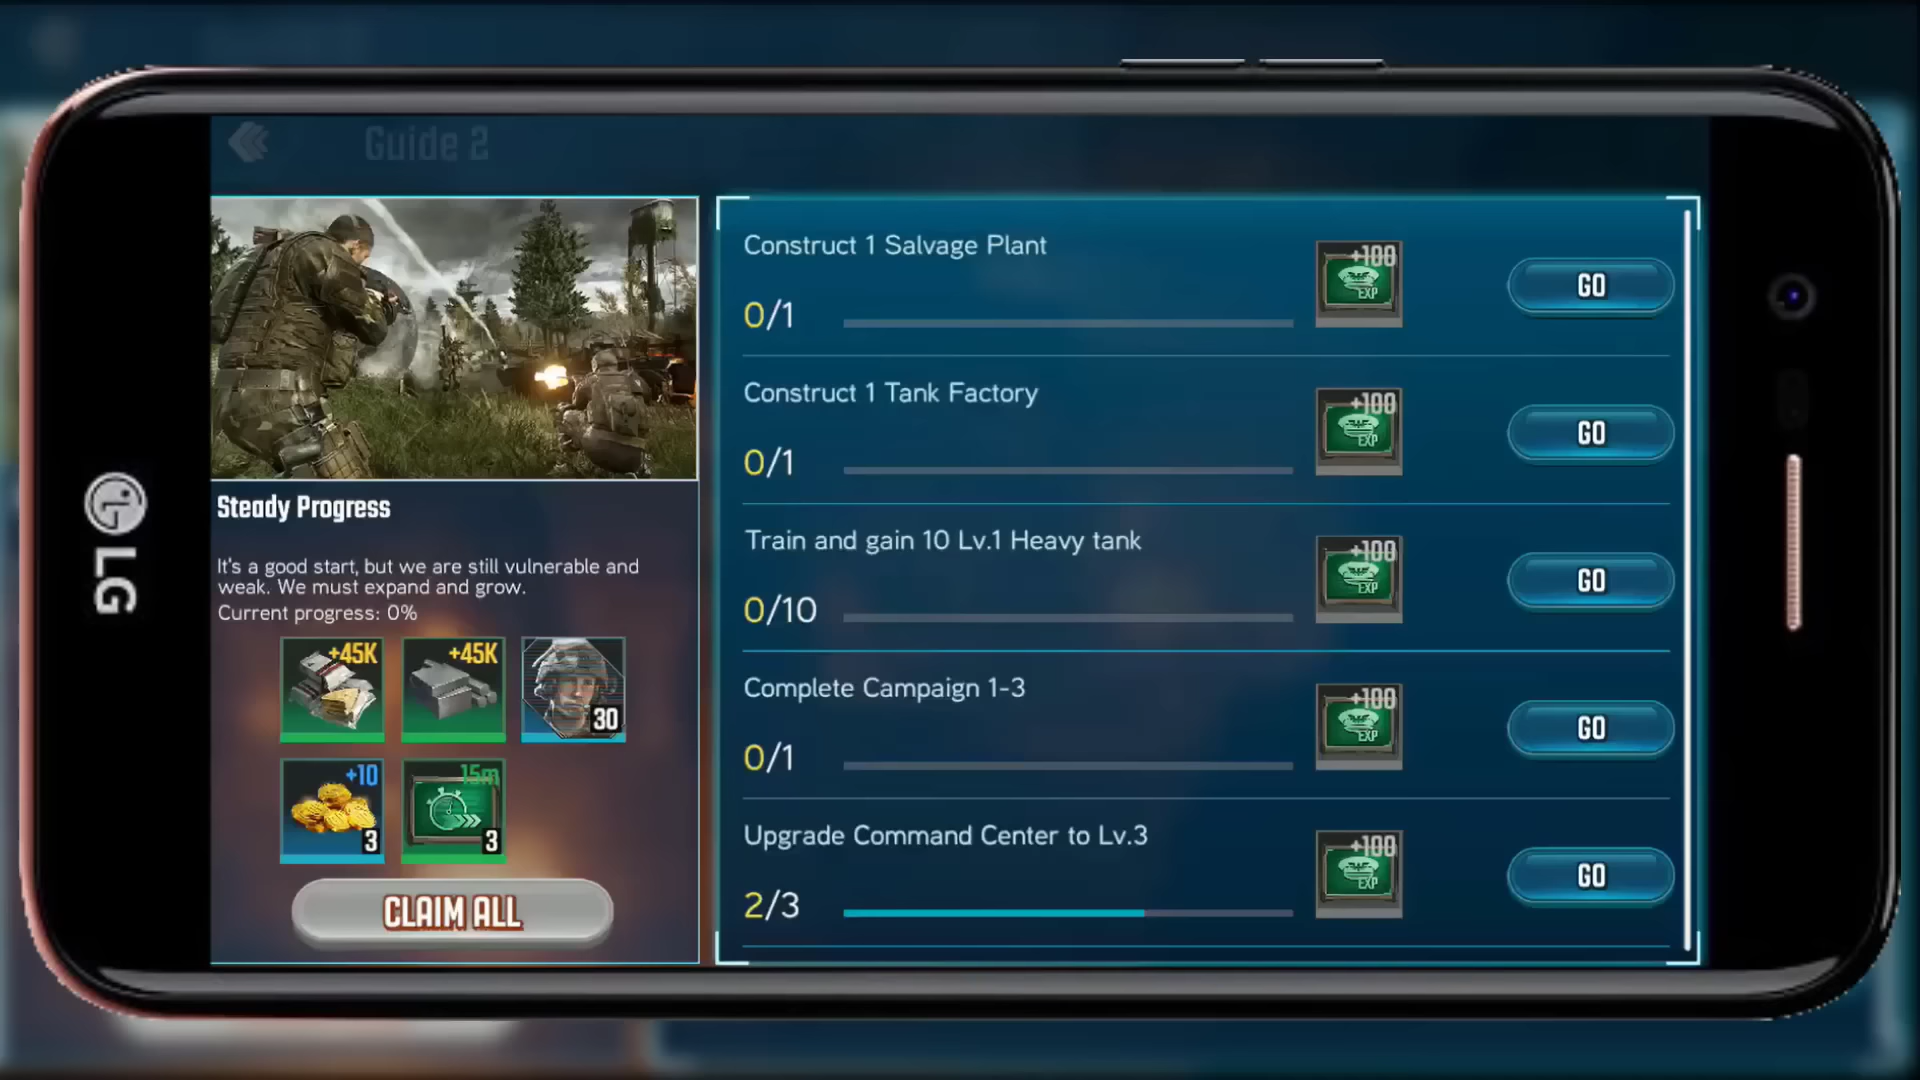 Guide 2
LG
Steady Progress
It's a good start, but we are still vulnerable and
weak. We must expand and grow.
Current progress: 0%
+45K
+45K
30
+10
3
15m
3
CLAIM ALL
Construct 1 Salvage Plant
+100
EXP
GO
0/1
Construct 1 Tank Factory
+100
EXP
GO
0/1
Train and gain 10 Lv.1 Heavy tank
+100
EXP
GO
0/10
Complete Campaign 1-3
+100
EXP
GO
0/1
Upgrade Command Center to Lv.3
+100
EXP
GO
2/3